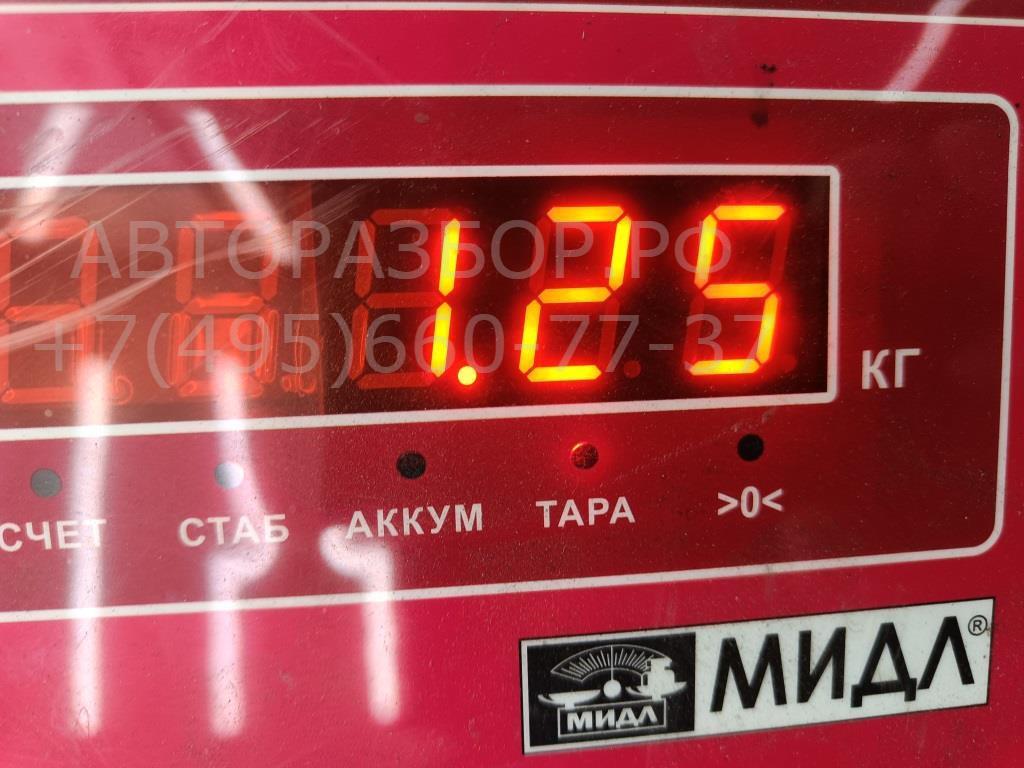 АВТОРАЗБОР.РФ
+7(495)660-77-37
1.25
КГ
СЧЕТ СТАБ АККУМ ТАРА >0<
МИДЛ МИДЛ®